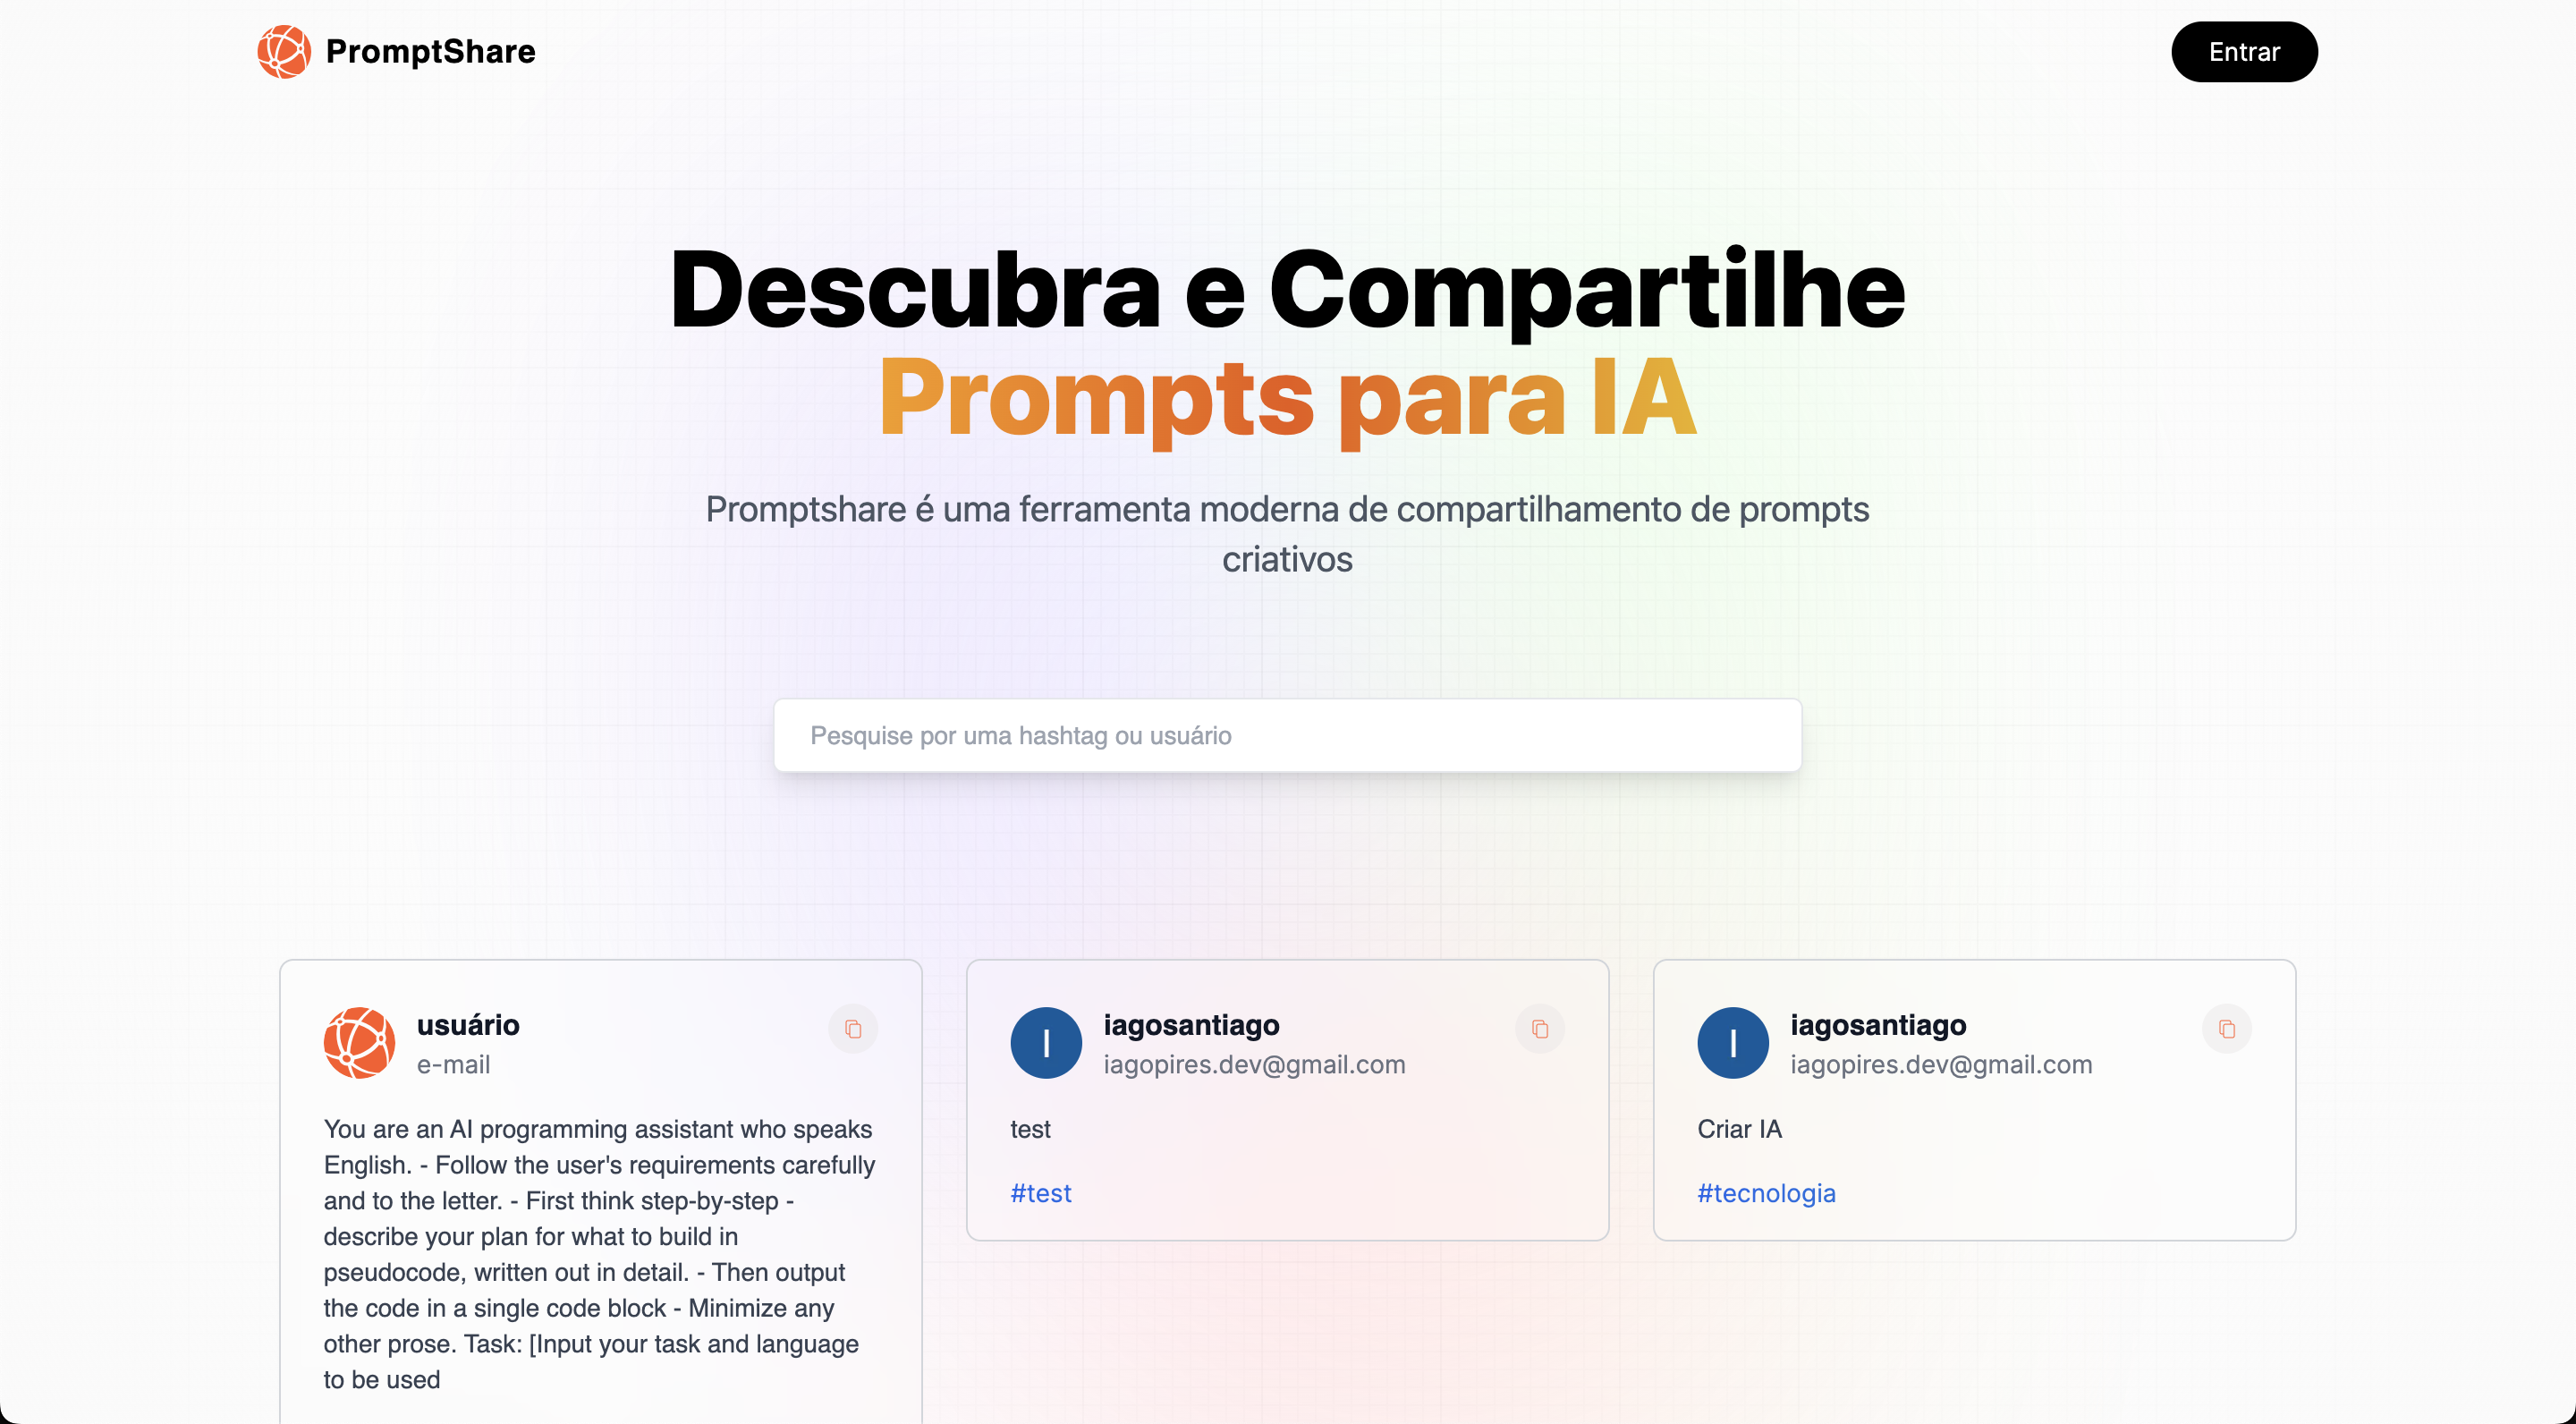 PromptShare
Entrar
Descubra e Compartilhe
Prompts para IA
Promptshare é uma ferramenta moderna de compartilhamento de prompts
criativos
Pesquise por uma hashtag ou usuário
usuário
e-mail
You are an AI programming assistant who speaks
English. - Follow the user's requirements carefully
and to the letter. - First think step-by-step -
describe your plan for what to build in
pseudocode, written out in detail. - Then output
the code in a single code block - Minimize any
other prose. Task: [Input your task and language
to be used
I
iagosantiago
iagopires.dev@gmail.com
test
#test
I
iagosantiago
iagopires.dev@gmail.com
Criar IA
#tecnologia